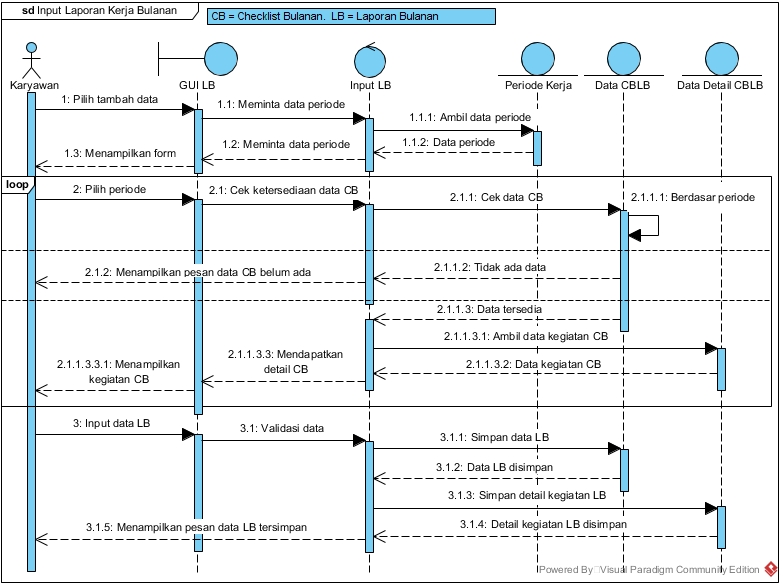 sd Input Laporan Kerja Bulanan
CB = Checklist Bulanan. LB = Laporan Bulanan
Karyawan
GUI LB
Input LB
Periode Kerja
Data CBLB
Data Detail CBLB
1: Pilih tambah data
1.1: Meminta data periode
1.1.1: Ambil data periode
1.1.2: Data periode
1.2: Meminta data periode
1.3: Menampilkan form
loop
2: Pilih periode
2.1: Cek ketersediaan data CB
2.1.1: Cek data CB
2.1.1.1: Berdasar periode
2.1.1.2: Tidak ada data
2.1.2: Menampilkan pesan data CB belum ada
2.1.1.3: Data tersedia
2.1.1.3.1: Ambil data kegiatan CB
2.1.1.3.2: Data kegiatan CB
2.1.1.3.3: Mendapatkan
detail CB
2.1.1.3.3.1: Menampilkan
kegiatan CB
3: Input data LB
3.1: Validasi data
3.1.1: Simpan data LB
3.1.2: Data LB disimpan
3.1.3: Simpan detail kegiatan LB
3.1.4: Detail kegiatan LB disimpan
3.1.5: Menampilkan pesan data LB tersimpan
Powered By Visual Paradigm Community Edition